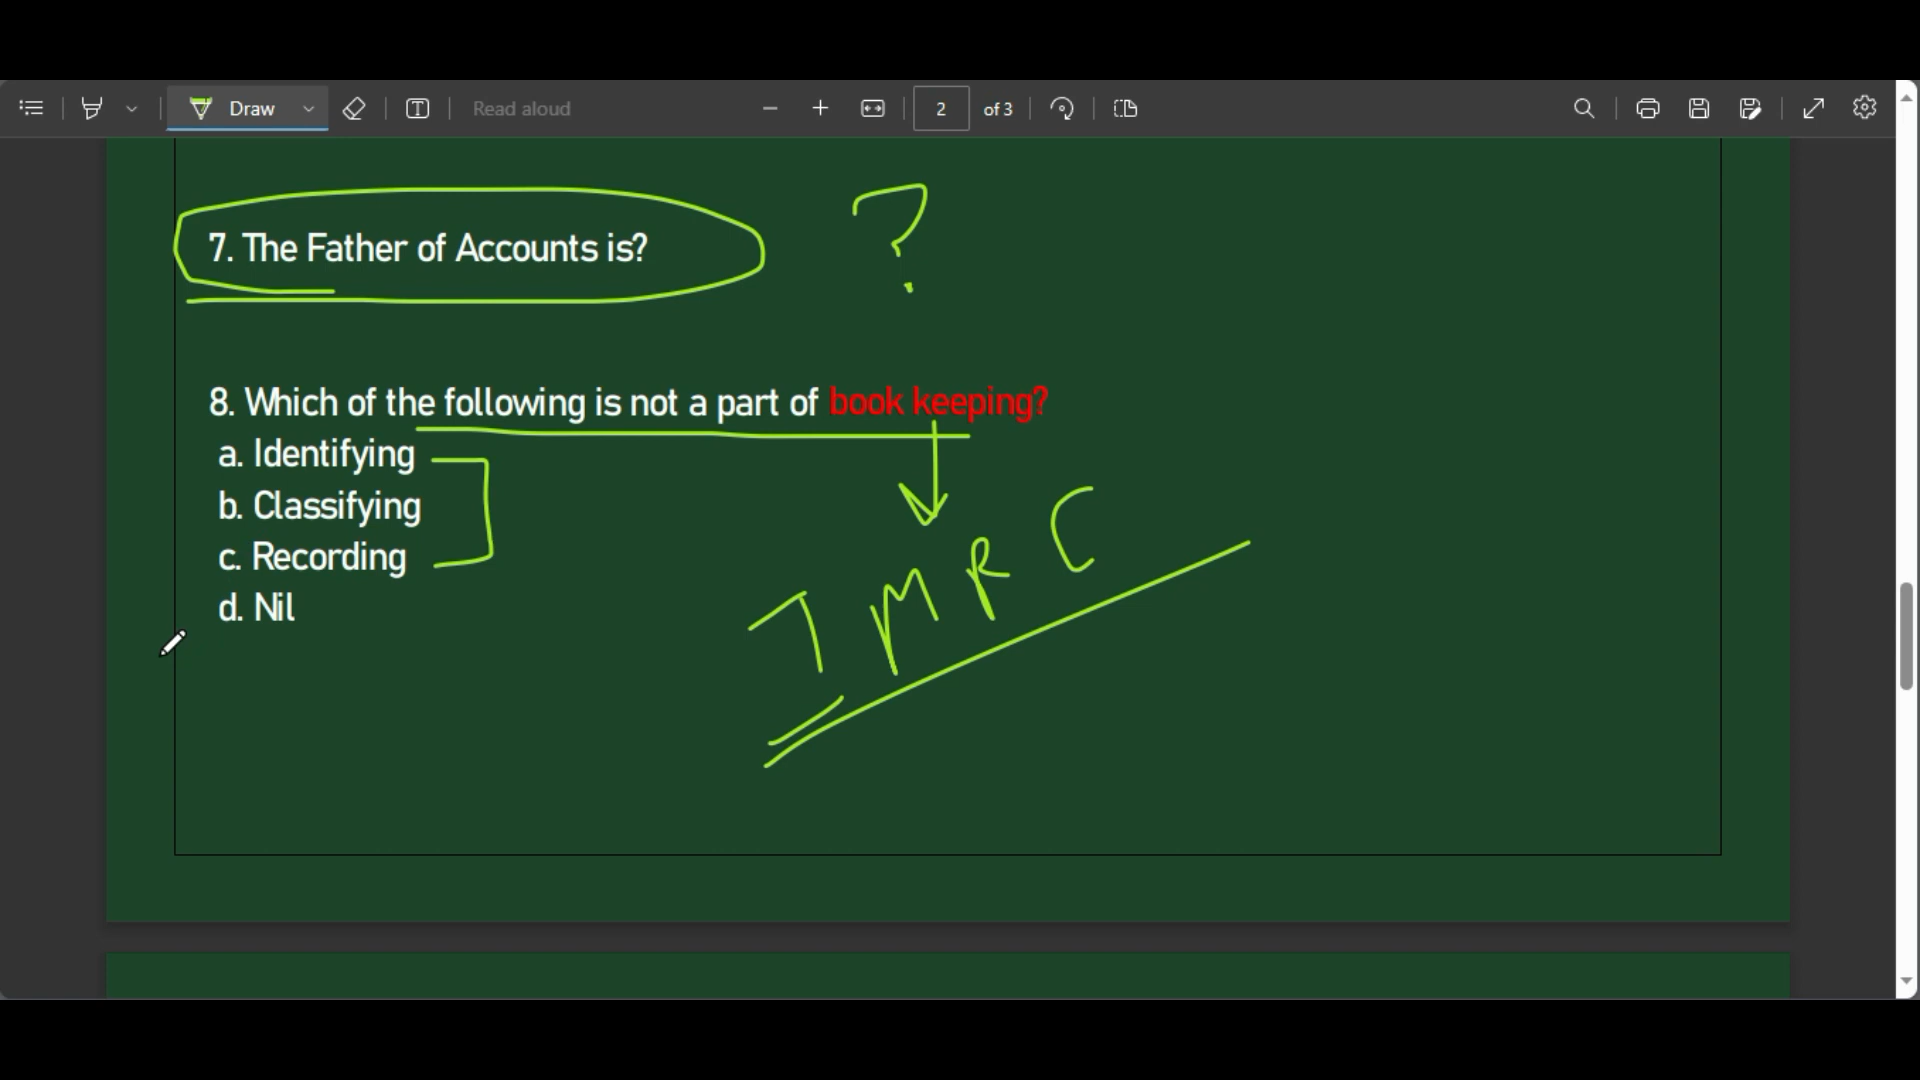 Draw
Read aloud
2
of 3
7. The Father of Accounts is?
?
8. Which of the following is not a part of book keeping?
a. Identifying
b. Classifying
c. Recording
d. Nil
I M R C